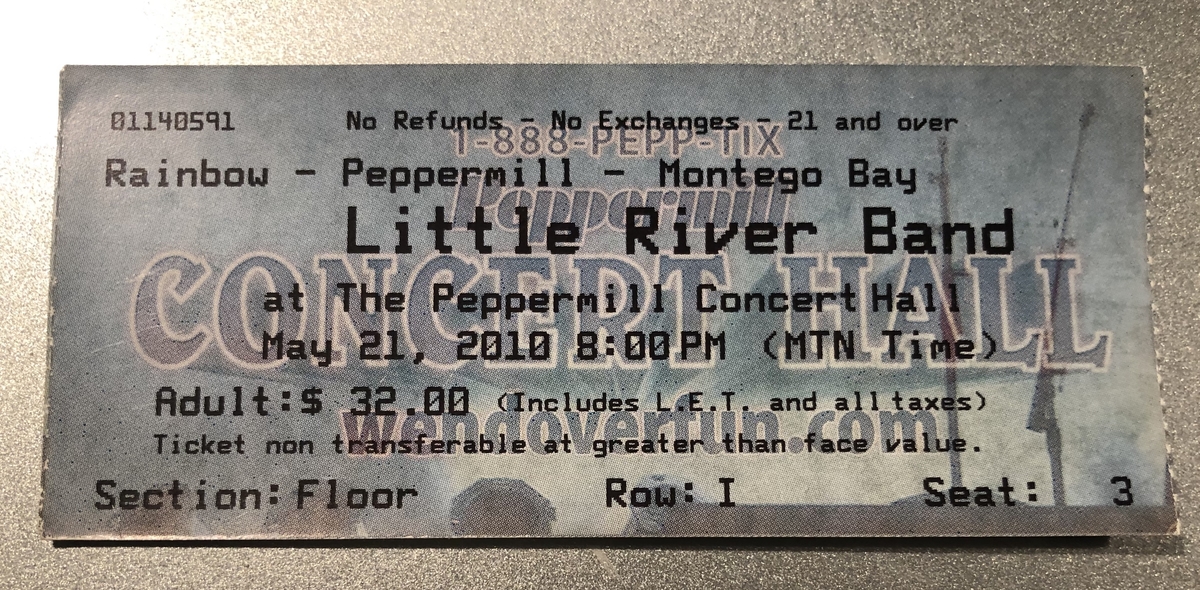 01140591 No Refunds - No Exchanges - 21 and over
1-888-PEPP-TIX
Rainbow - Peppermill - Montego Bay
Peppermill
Little River Band
CONCERT HALL
at The Peppermill Concert Hall
May 21, 2010 8:00PM (MTN Time)
Adult:$ 32.00 (Includes L.E.T. and all taxes)
wendoverfun.com
Ticket non transferable at greater than face value.
Section: Floor Row: I Seat: 3